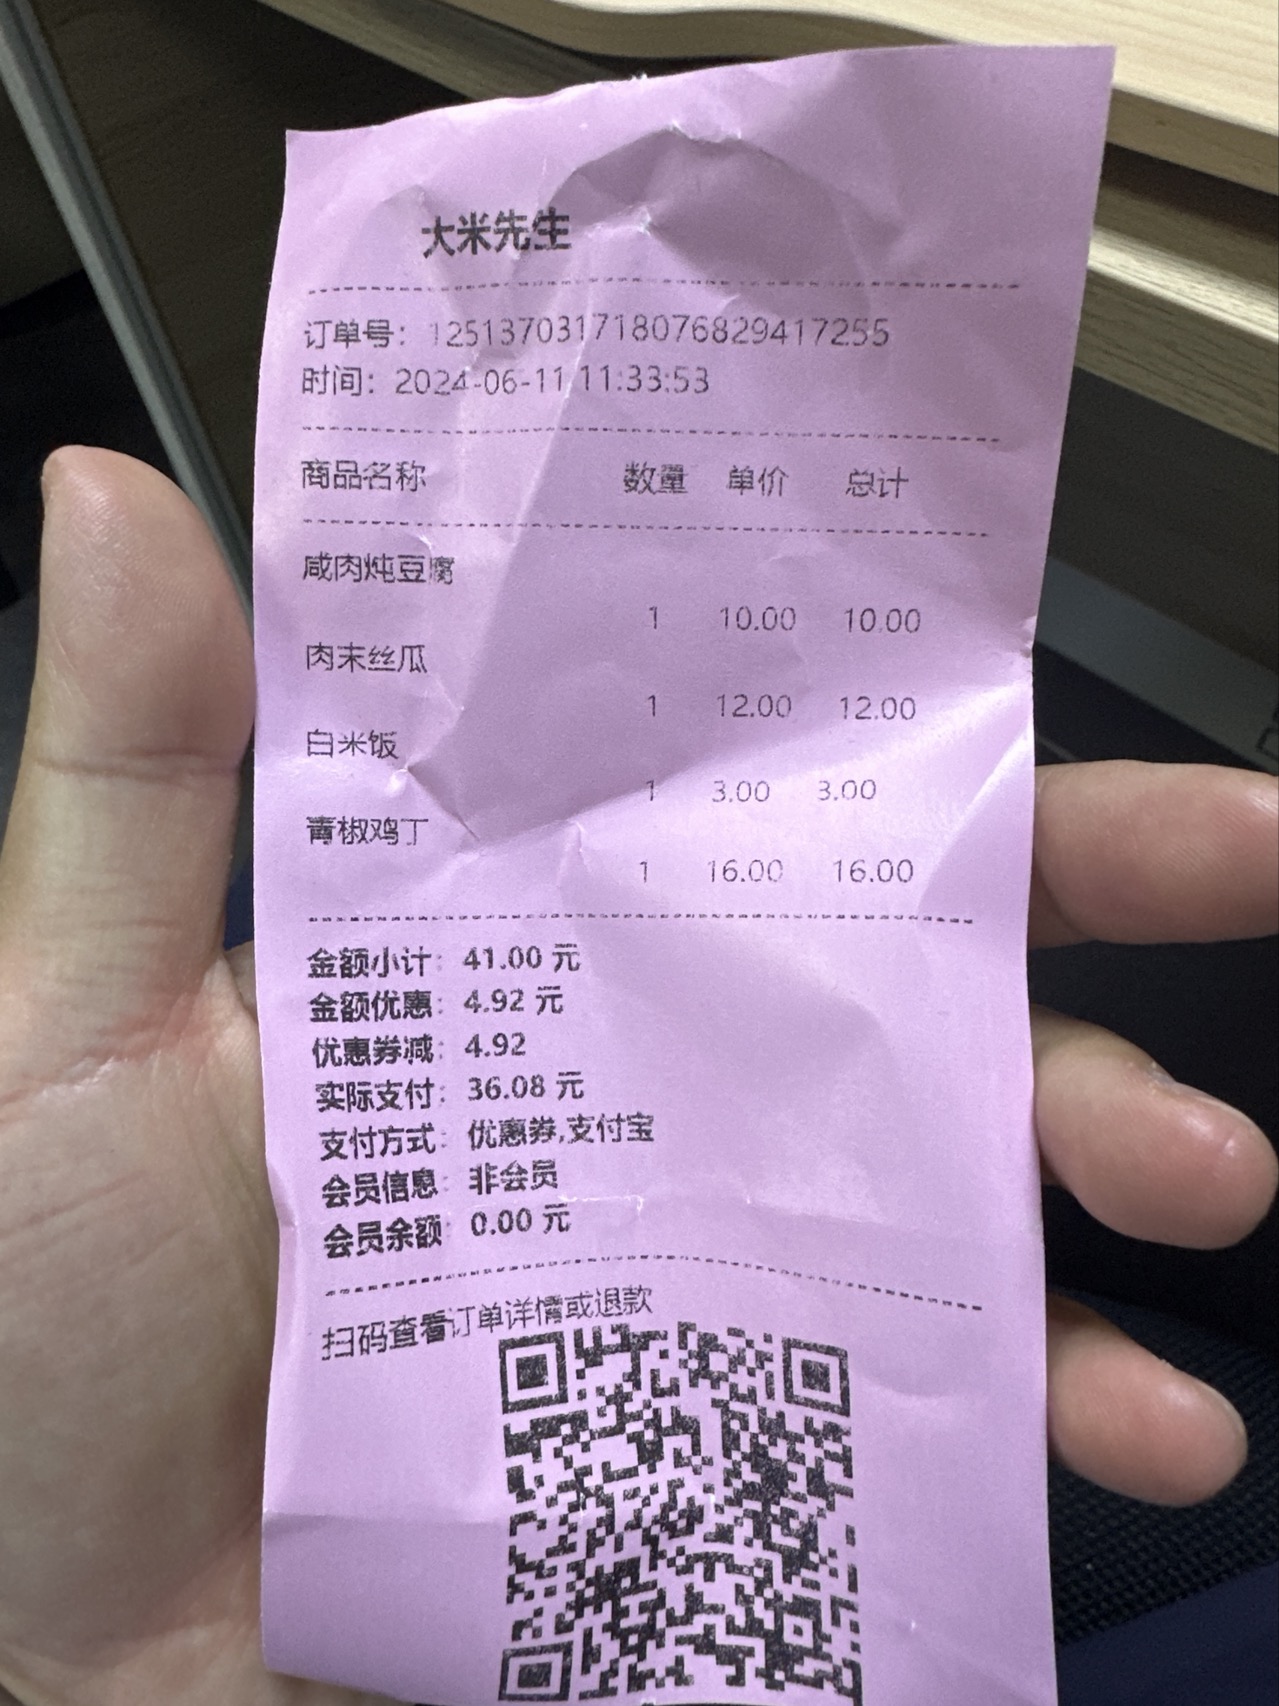 大米先生
订单号：1251370317180768​29417255
时间：2024-06-11 11:33:53
商品名称 数量 单价 总计
咸肉炖豆腐
1 10.00 10.00
肉末丝瓜
1 12.00 12.00
白米饭
1 3.00 3.00
青椒鸡丁
1 16.00 16.00
金额小计：41.00 元
金额优惠：4.92 元
优惠券减：4.92
实际支付：36.08 元
支付方式：优惠券,支付宝
会员信息：非会员
会员余额：0.00 元
扫码查看订单详情或退款